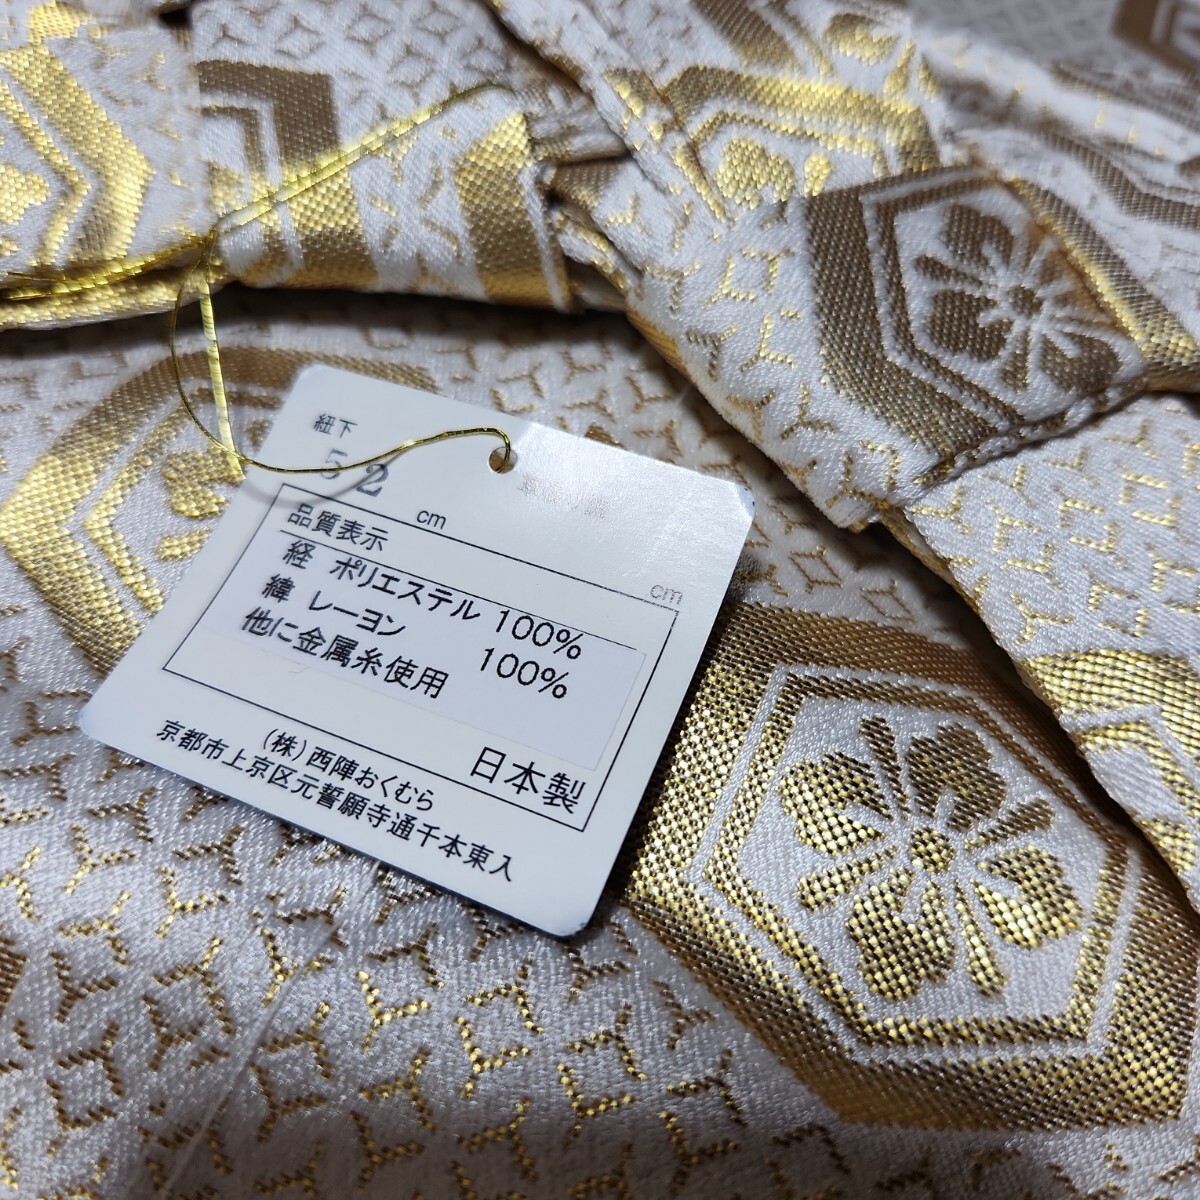 紐下
52 cm
cm
品質表示
経 ポリエステル 100%
緯 レーヨン 100%
他に金属糸使用
日本製
(株)西陣おくむら
京都市上京区元誓願寺通千本東入